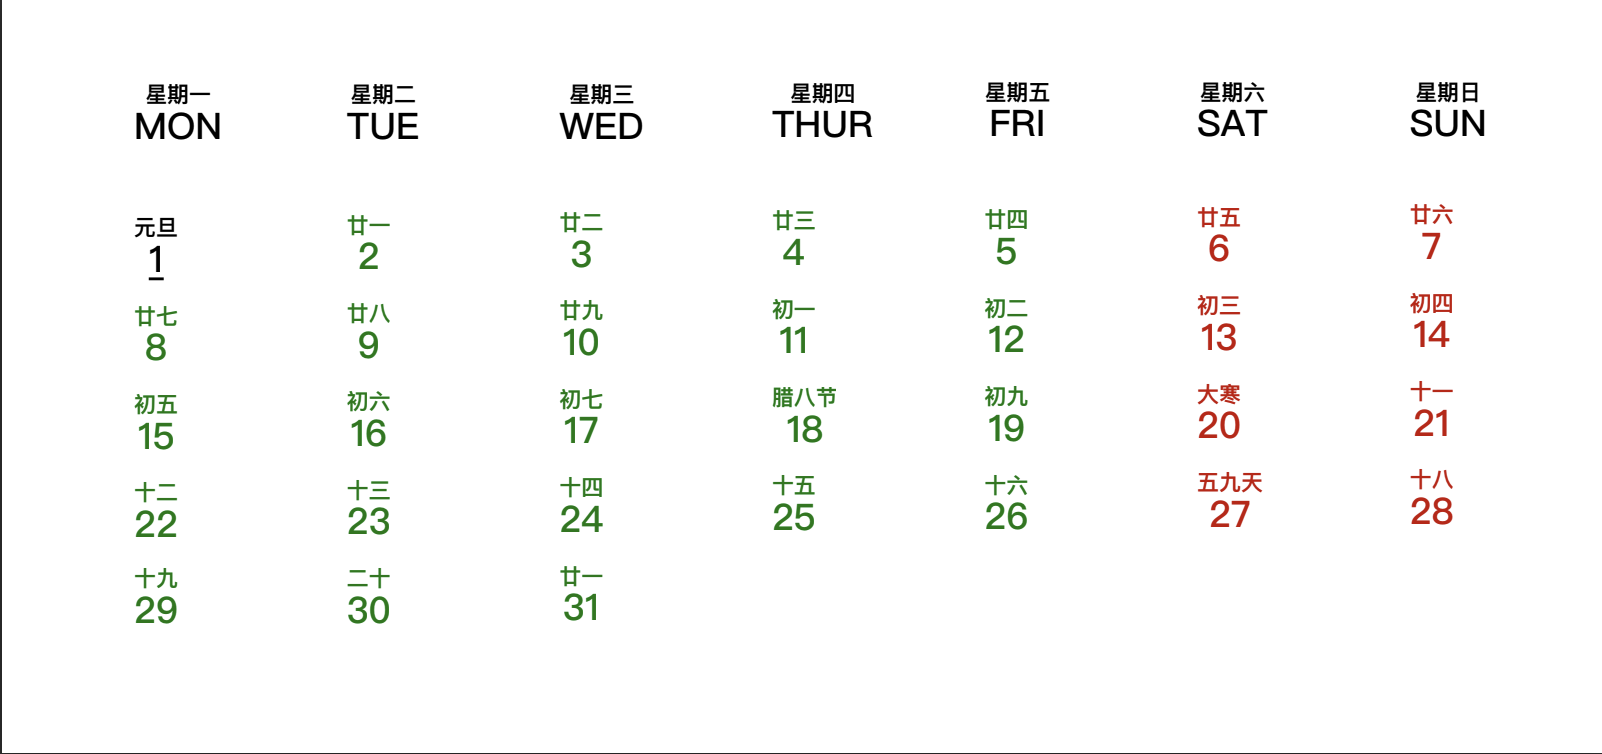 星期一 星期二 星期三 星期四 星期五 星期六 星期日
MON TUE WED THUR FRI SAT SUN
元旦 廿一 廿二 廿三 廿四 廿五 廿六
1 2 3 4 5 6 7
廿七 廿八 廿九 初一 初二 初三 初四
8 9 10 11 12 13 14
初五 初六 初七 腊八节 初九 大寒 十一
15 16 17 18 19 20 21
十二 十三 十四 十五 十六 五九天 十八
22 23 24 25 26 27 28
十九 二十 廿一
29 30 31